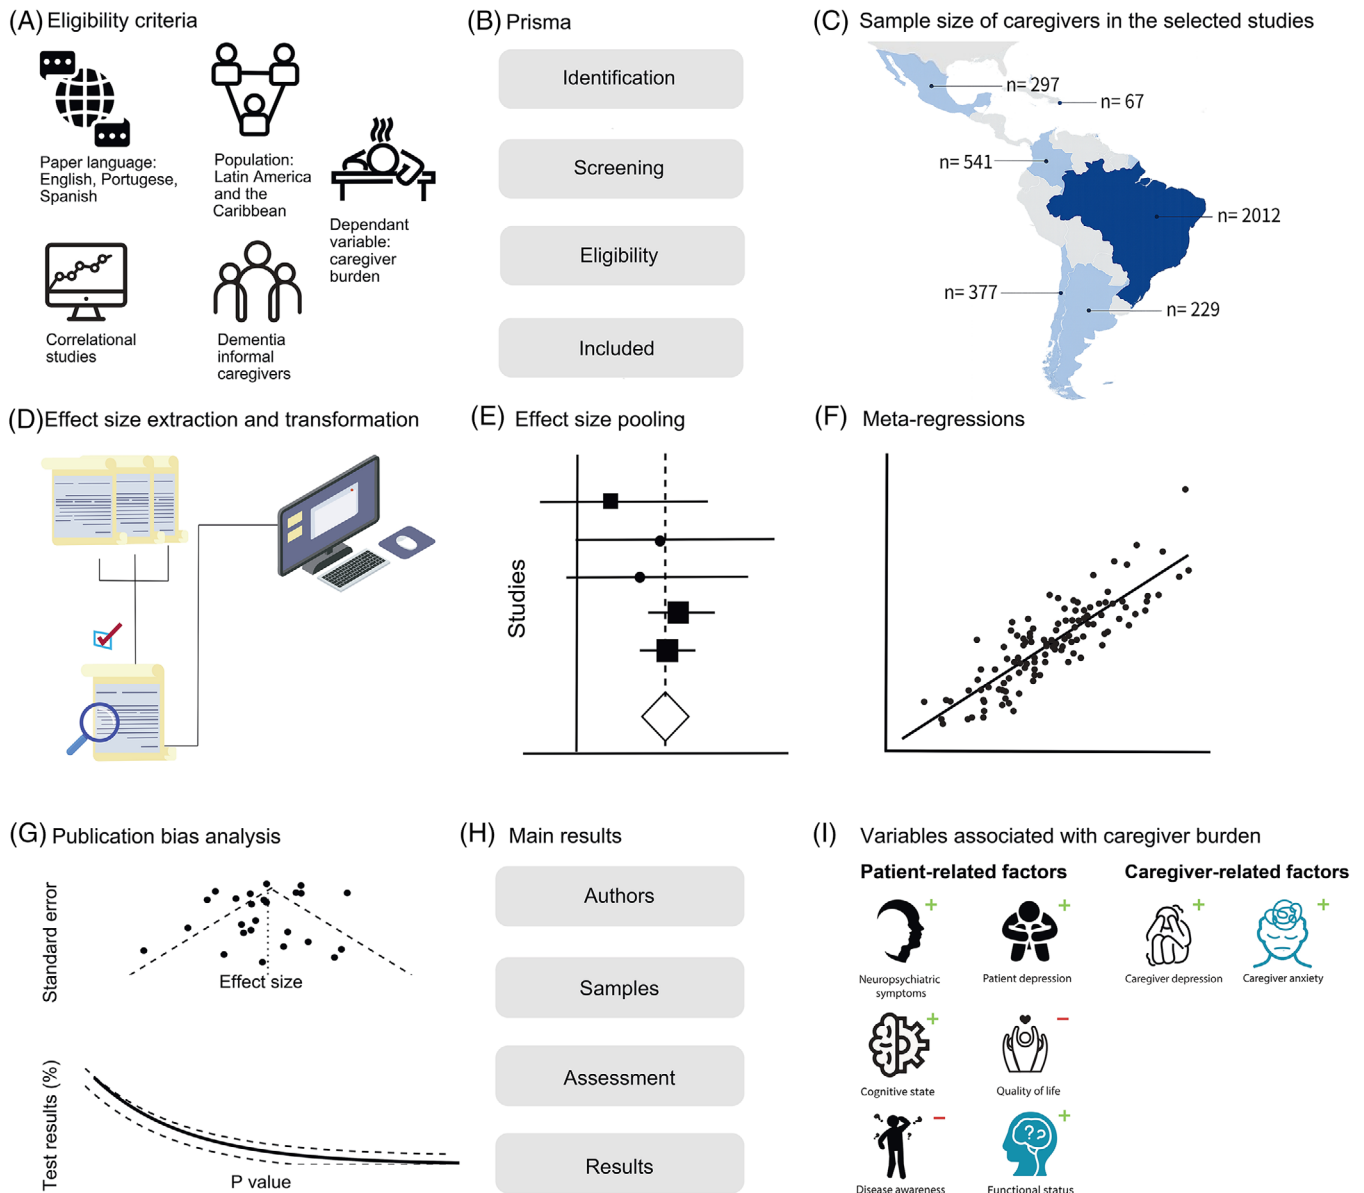 (A) Eligibility criteria
Paper language:
English, Portugese,
Spanish
Population:
Latin America
and the
Caribbean
Dependant
variable:
caregiver
burden
Correlational
studies
Dementia
informal
caregivers
(B) Prisma
Identification
Screening
Eligibility
Included
(C) Sample size of caregivers in the selected studies
n= 297
n= 67
n= 541
n= 2012
n= 377
n= 229
(D) Effect size extraction and transformation
(E) Effect size pooling
Studies
(F) Meta-regressions
(G) Publication bias analysis
Standard error
Effect size
Test results (%)
P value
(H) Main results
Authors
Samples
Assessment
Results
(I) Variables associated with caregiver burden
Patient-related factors
Caregiver-related factors
+
+
+
+
Neuropsychiatric
symptoms
Patient depression
Caregiver depression
Caregiver anxiety
+
−
Cognitive state
Quality of life
−
+
? ?
Disease awareness
Functional status